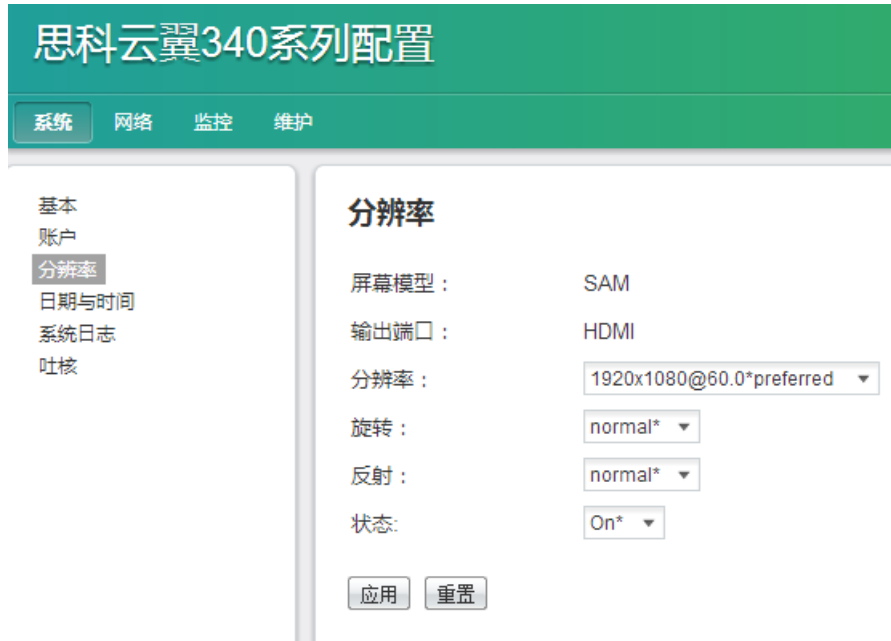 思科云翼340系列配置
系统 网络 监控 维护
基本
账户
分辨率
日期与时间
系统日志
吐核
分辨率
屏幕模型： SAM
输出端口： HDMI
分辨率： 1920x1080@60.0*preferred
旋转： normal*
反射： normal*
状态: On*
应用 重置